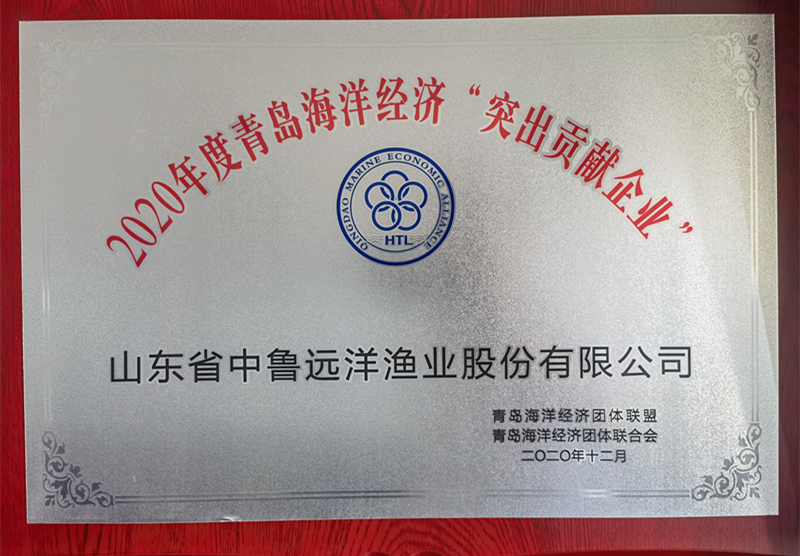 2020年度青岛海洋经济“突出贡献企业”
QINGDAO MARINE ECONOMIC ALLIANCE
HTL
山东省中鲁远洋渔业股份有限公司
青岛海洋经济团体联盟
青岛海洋经济团体联合会
二〇二〇年十二月